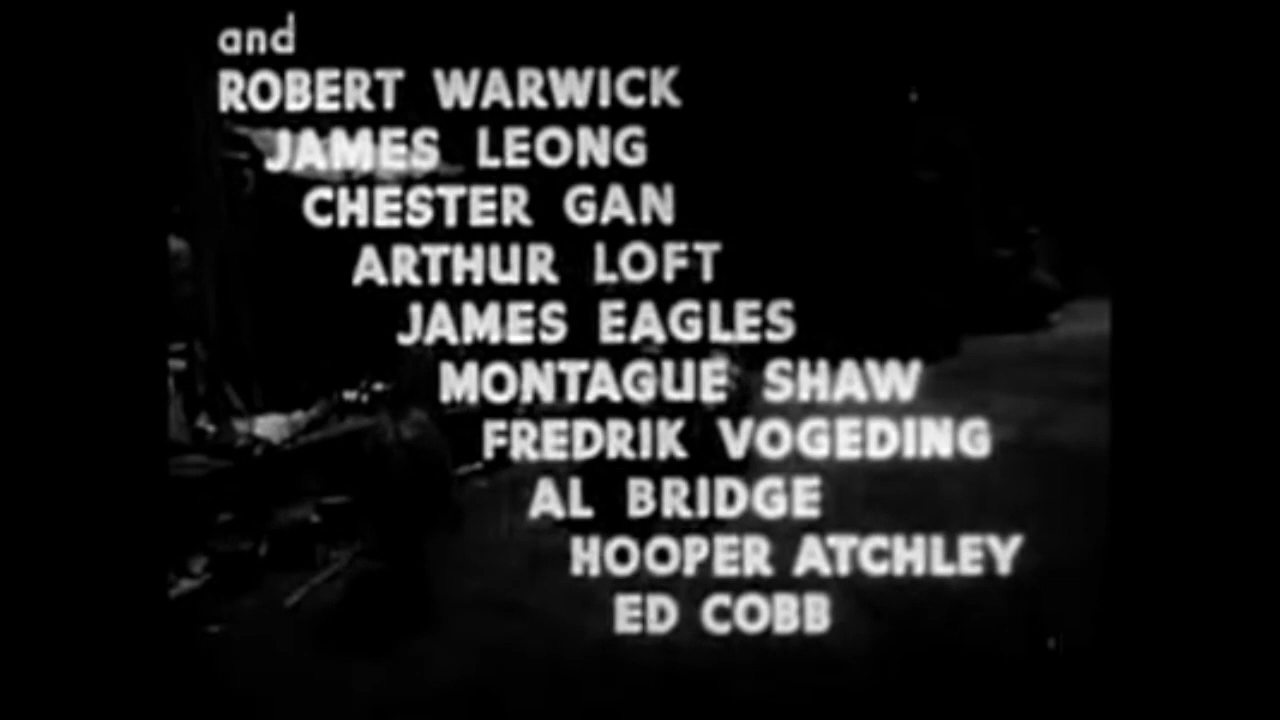 and
ROBERT WARWICK
JAMES LEONG
CHESTER GAN
ARTHUR LOFT
JAMES EAGLES
MONTAGUE SHAW
FREDRIK VOGEDING
AL BRIDGE
HOOPER ATCHLEY
ED COBB